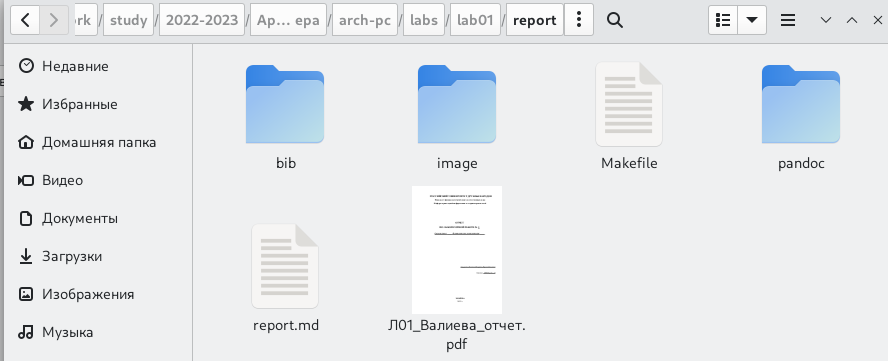 rk / study / 2022-2023 / Ар... ера / arch-pc / labs / lab01 / report
Недавние
Избранные
Домашняя папка
Видео
Документы
Загрузки
Изображения
Музыка
bib
image
Makefile
pandoc
report.md
Л01_Валиева_отчет.
pdf